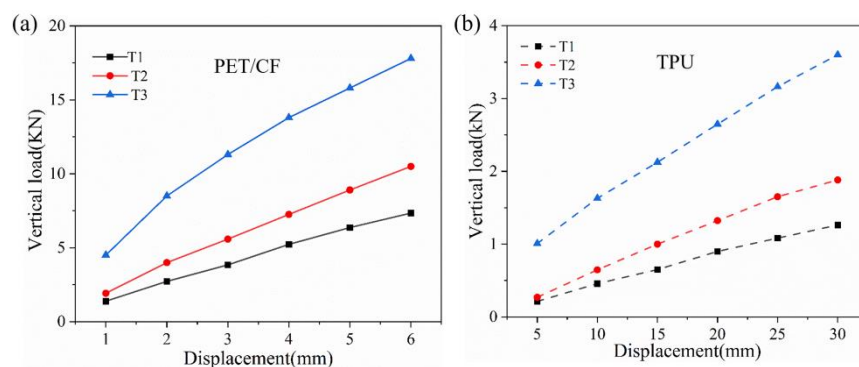 (a)
PET/CF
T1
T2
T3
Vertical load(KN)
20
15
10
5
0
1 2 3 4 5 6
Displacement(mm)
(b)
TPU
T1
T2
T3
Vertical load(kN)
4
3
2
1
0
5 10 15 20 25 30
Displacement(mm)